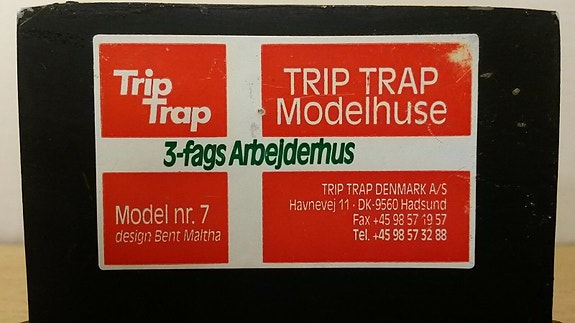 Trip
Trap
TRIP TRAP
Modelhuse
3-fags Arbejderhus
Model nr. 7
design Bent Maltha
TRIP TRAP DENMARK A/S
Havnevej 11 · DK-9560 Hadsund
Fax +45 98 57 19 57
Tel. +45 98 57 32 88